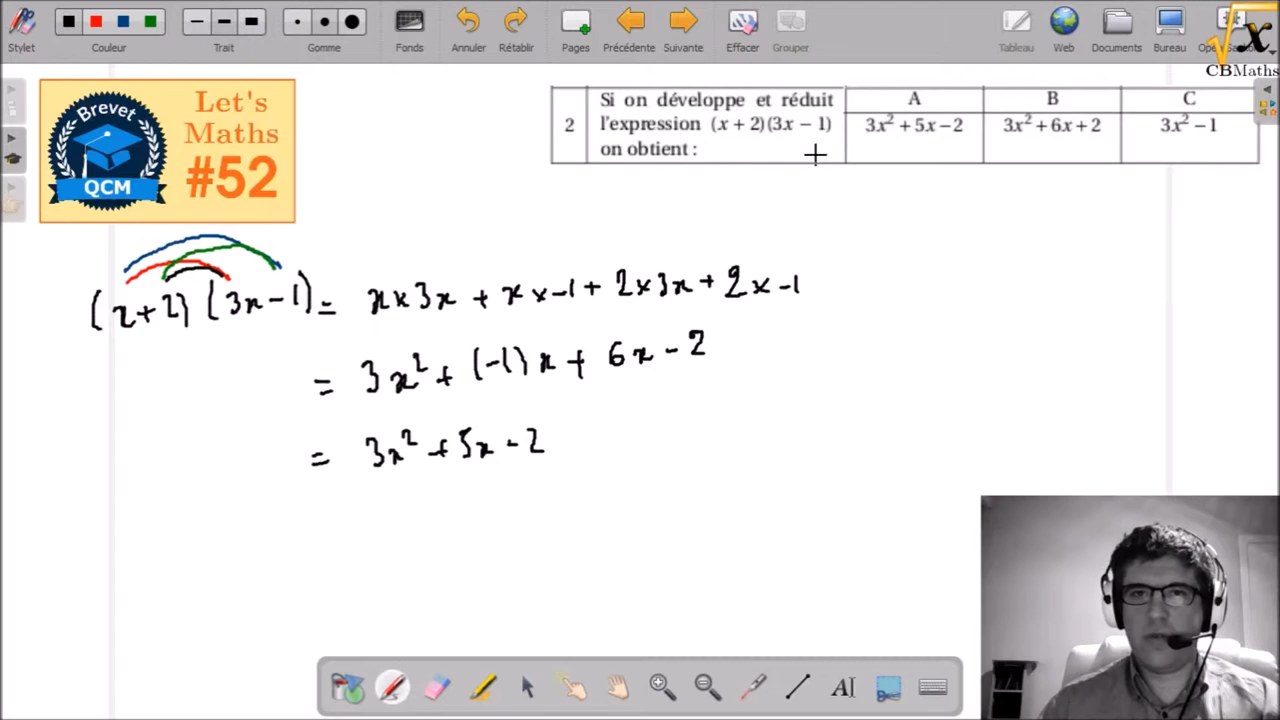 Stylet Couleur Trait Gomme Fonds Annuler Rétablir Pages Précédente Suivante Effacer Grouper Tableau Web Documents Bureau
CBMaths
Brevet
QCM
Let's
Maths
#52
2 Si on développe et réduit l'expression (x + 2)(3x − 1) on obtient :
A B C
3x² + 5x − 2 3x² + 6x + 2 3x² − 1
(x+2) (3x-1) = x×3x + x×-1 + 2×3x + 2×-1
= 3x² + (-1)x + 6x - 2
= 3x² + 5x - 2
AI